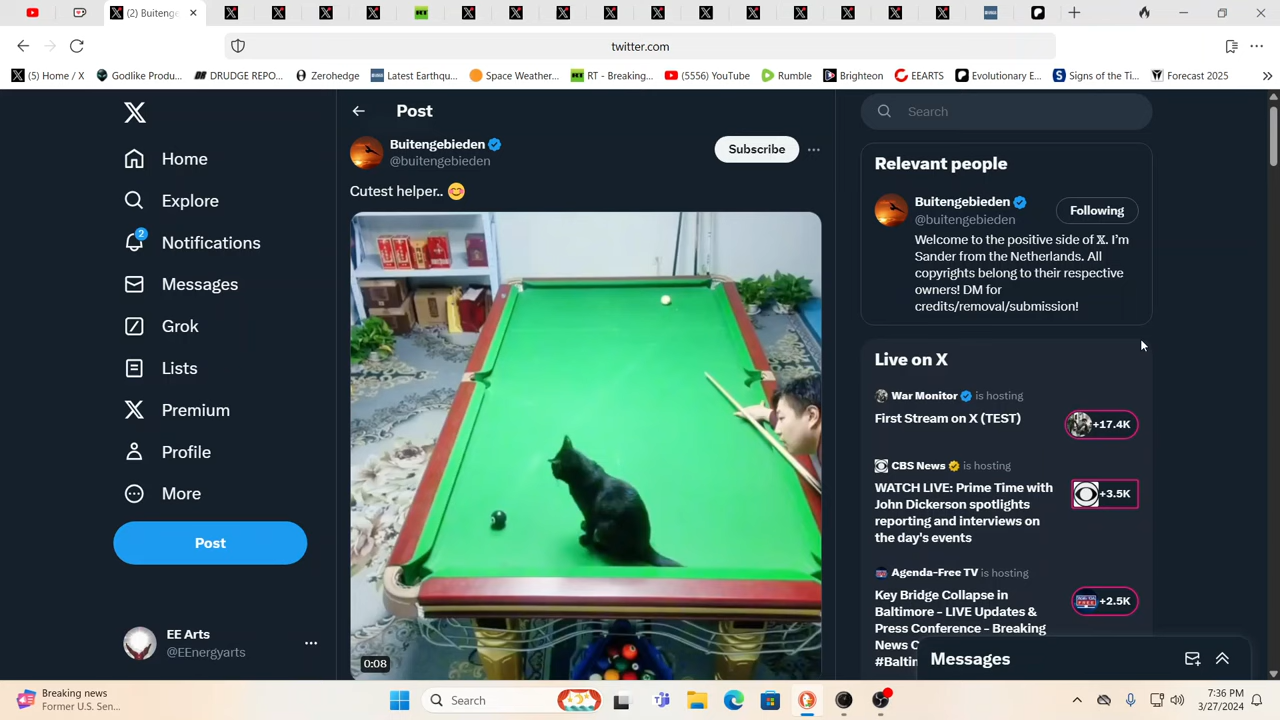 (2) Buitenge
twitter.com
(5) Home / X
Godlike Produ...
DRUDGE REPO...
Zerohedge
Latest Earthqu...
Space Weather...
RT - Breaking...
(5556) YouTube
Rumble
Brighteon
EEARTS
Evolutionary E...
Signs of the Ti...
Forecast 2025
Home
Explore
2
Notifications
Messages
Grok
Lists
Premium
Profile
More
Post
EE Arts
@EEnergyarts
Post
Buitengebieden
@buitengebieden
Subscribe
Cutest helper.. 😊
0:08
Search
Relevant people
Buitengebieden
@buitengebieden
Following
Welcome to the positive side of 𝕏. I'm
Sander from the Netherlands. All
copyrights belong to their respective
owners! DM for
credits/removal/submission!
Live on X
War Monitor is hosting
First Stream on X (TEST)
+17.4K
CBS News is hosting
WATCH LIVE: Prime Time with
John Dickerson spotlights
reporting and interviews on
the day's events
+3.5K
Agenda-Free TV is hosting
Key Bridge Collapse in
Baltimore - LIVE Updates &
Press Conference - Breaking
News C
#Baltin
+2.5K
Messages
Breaking news
Former U.S. Sen...
Search
7:36 PM
3/27/2024